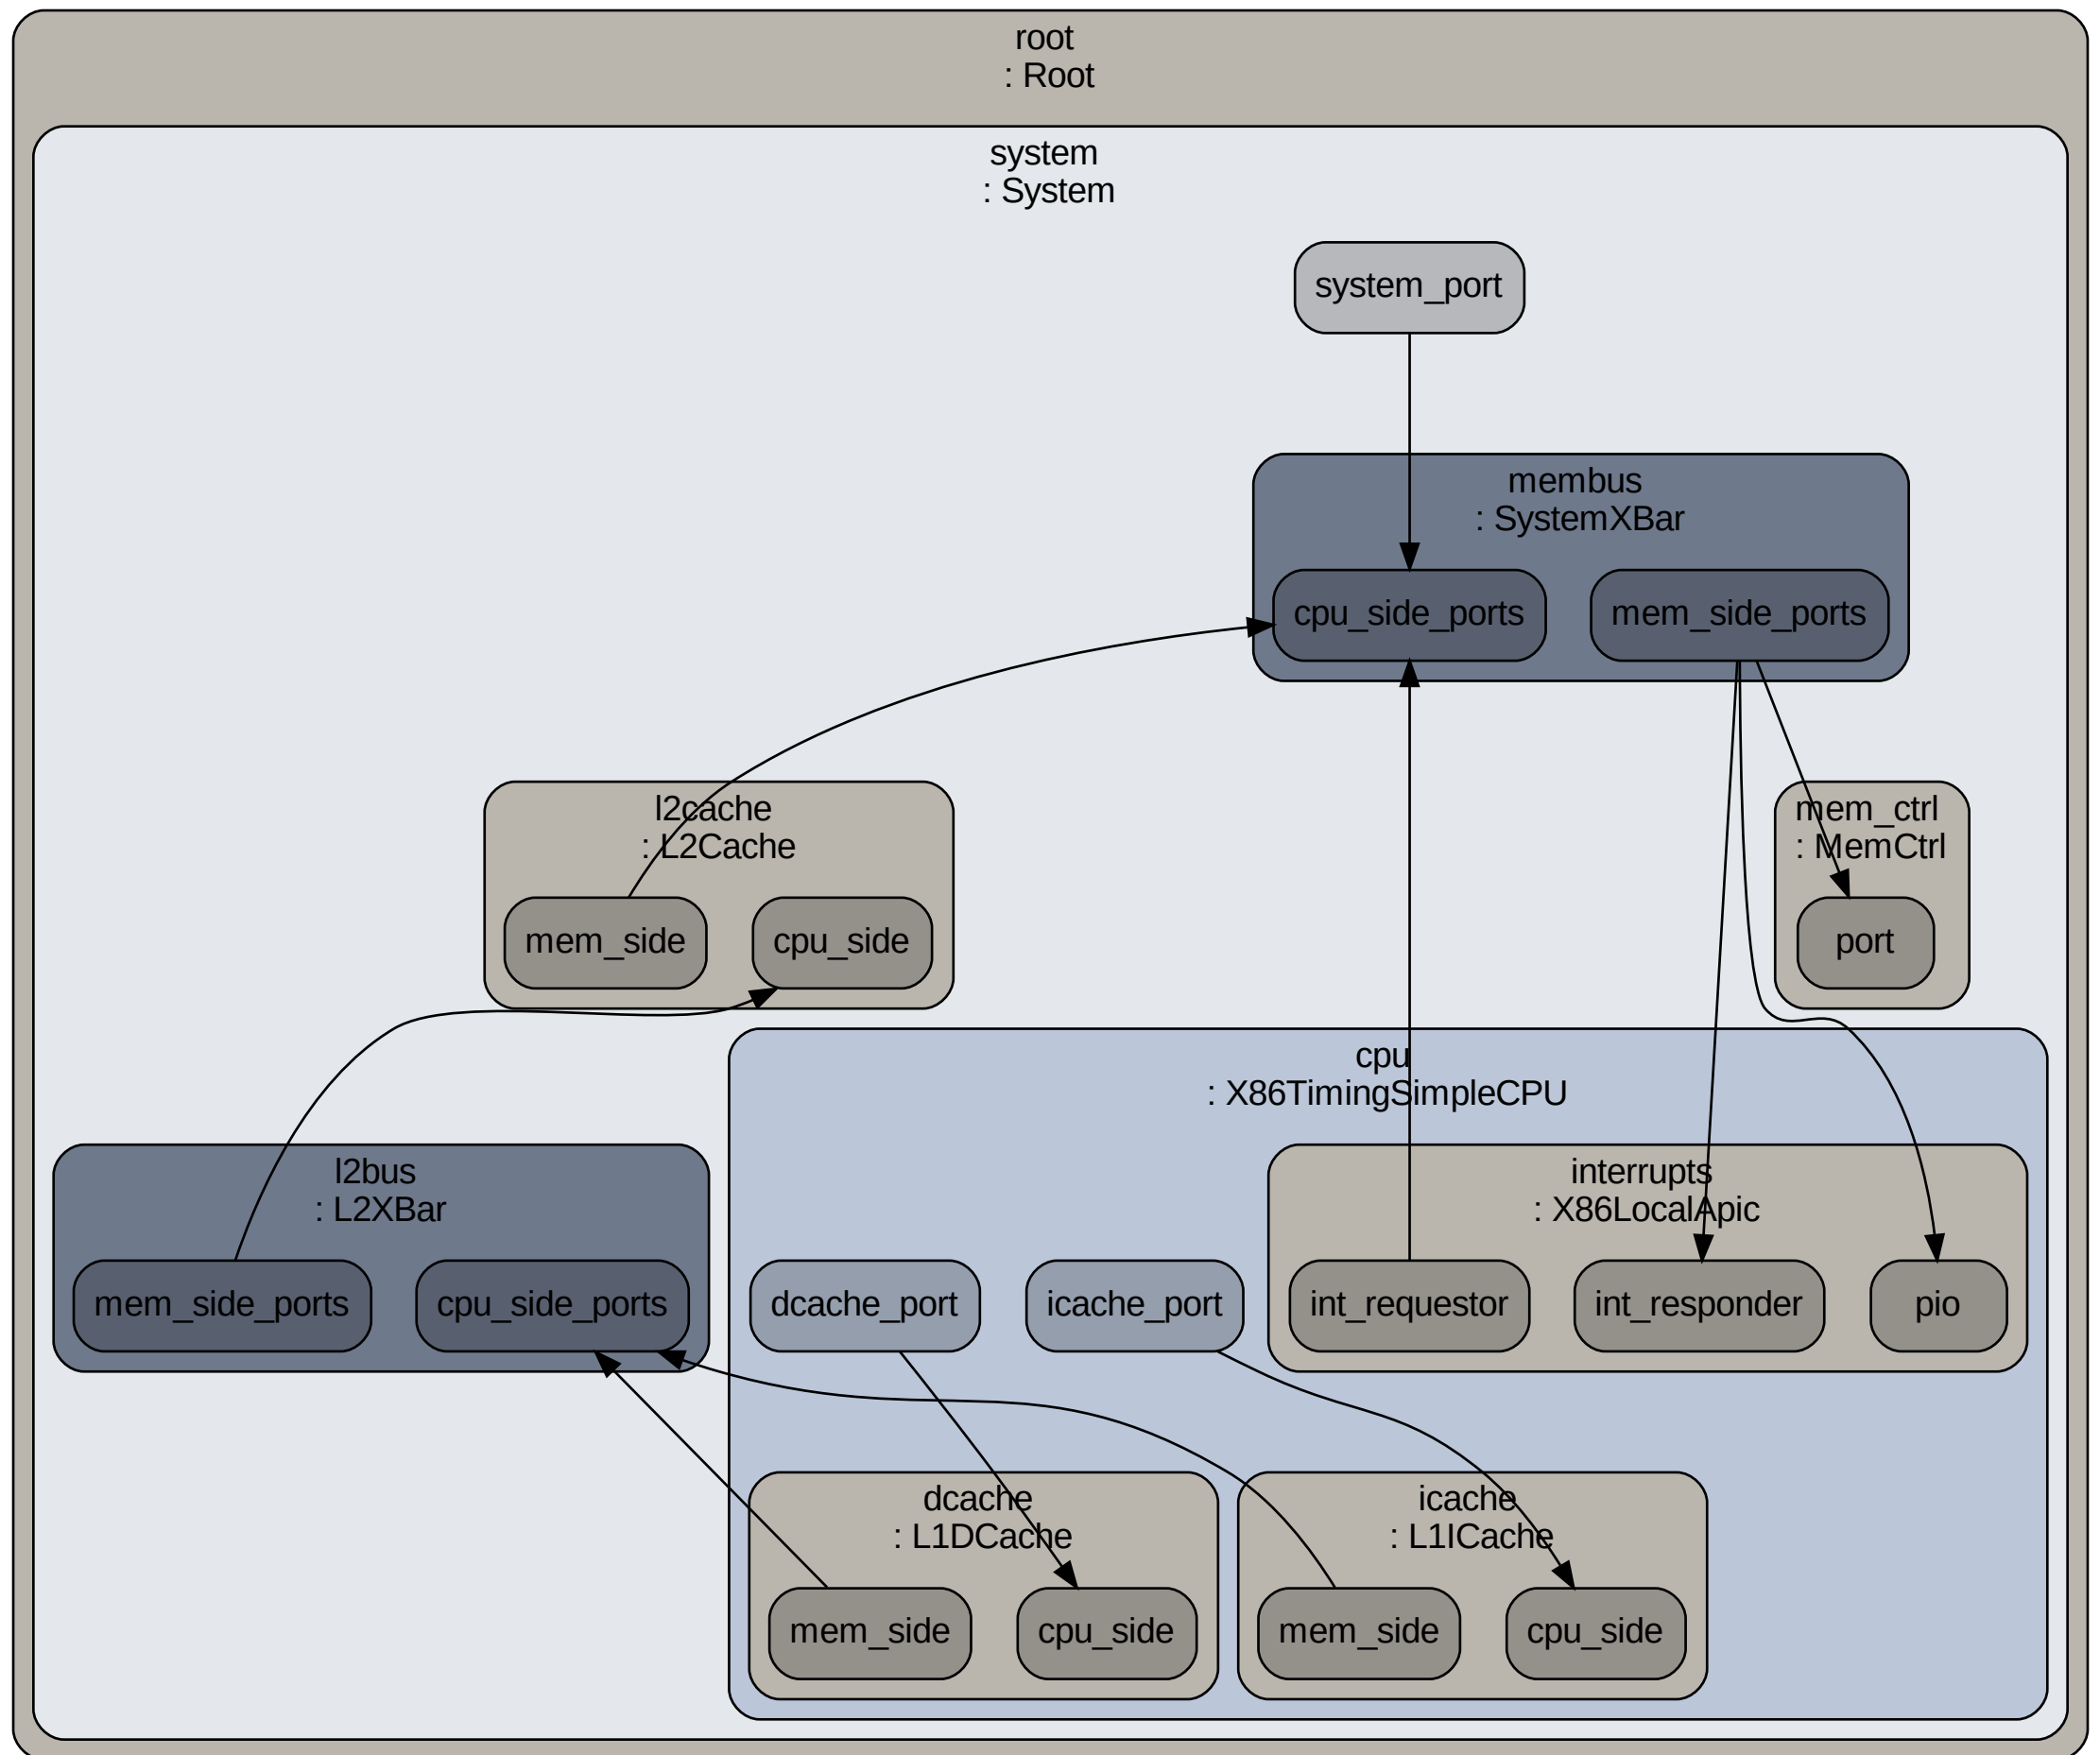 root
: Root
system
: System
system_port
membus
: SystemXBar
cpu_side_ports
mem_side_ports
l2cache
: L2Cache
mem_side
cpu_side
mem_ctrl
: MemCtrl
port
cpu
: X86TimingSimpleCPU
l2bus
: L2XBar
mem_side_ports
cpu_side_ports
dcache_port
icache_port
interrupts
: X86LocalApic
int_requestor
int_responder
pio
dcache
: L1DCache
mem_side
cpu_side
icache
: L1ICache
mem_side
cpu_side